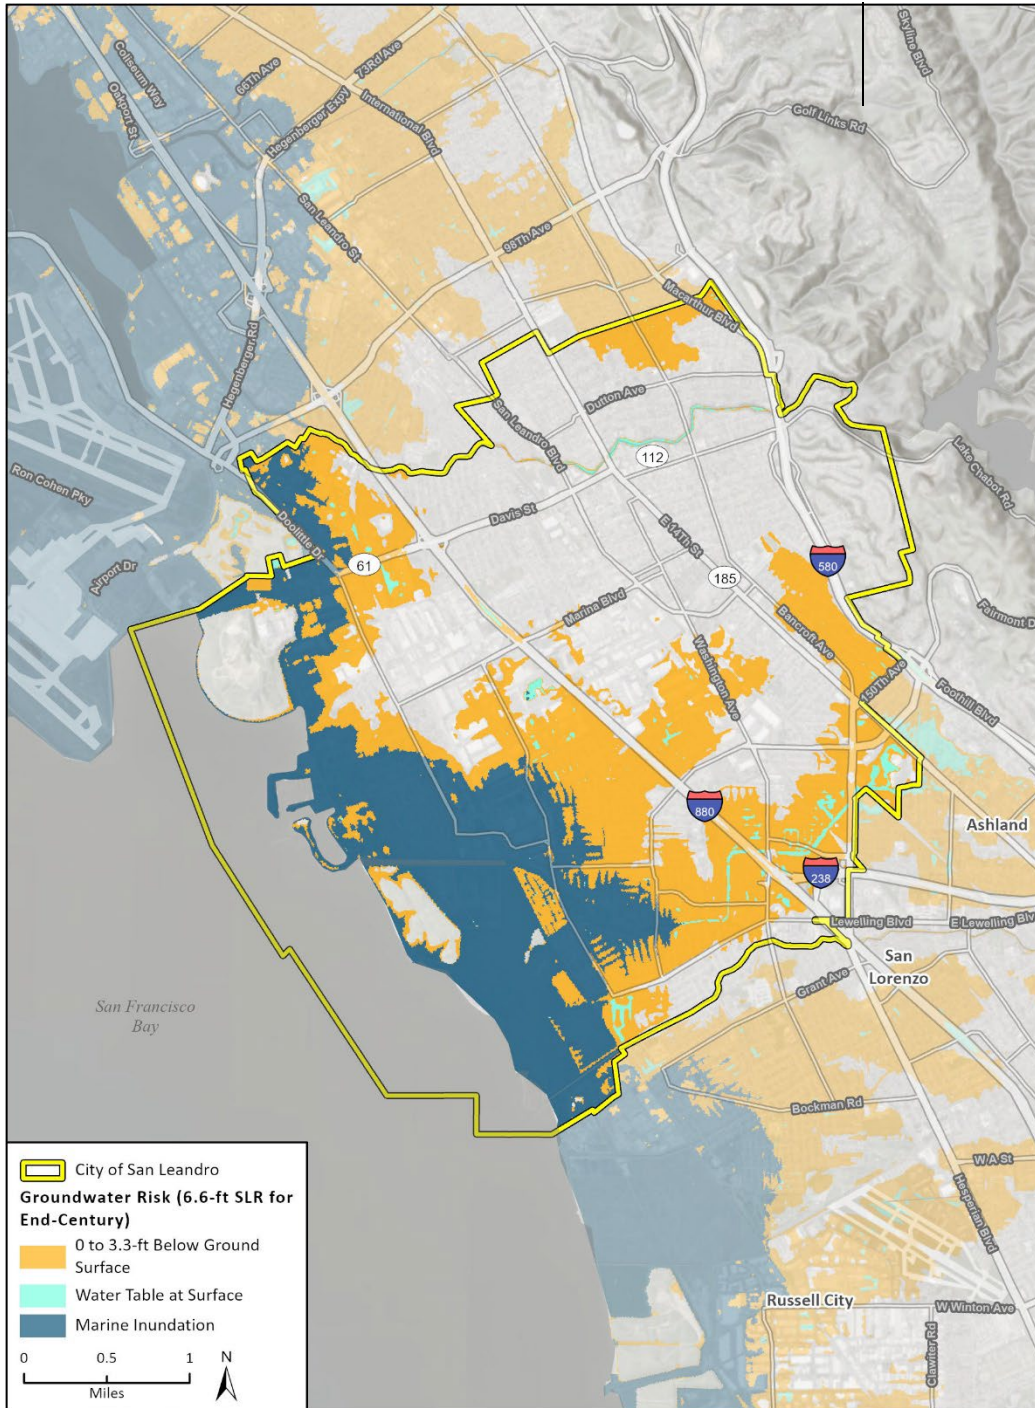 Skyline Blvd
Coliseum Way
66Th Ave
73Rd Ave
Oakport St
Hegenberger Expy
International Blvd
Golf Links Rd
San Leandro St
98Th Ave
Macarthur Blvd
Hegenberger Rd
Dutton Ave
San Leandro Blvd
112
Lake Chabot Rd
Ron Cohen Pky
Davis St
Doolittle Dr
E 14Th St
61
580
Airport Dr
185
Marina Blvd
Bancroft Ave
Fairmont D
Washington Ave
150Th Ave
Foothill Blvd
880
Ashland
238
Lewelling Blvd
E Lewelling Blv
San
Lorenzo
Grant Ave
San Francisco
Bay
Bockman Rd
W A St
Hesperian Blvd
Russell City
W Winton Ave
Clawiter Rd
City of San Leandro
Groundwater Risk (6.6-ft SLR for
End-Century)
0 to 3.3-ft Below Ground
Surface
Water Table at Surface
Marine Inundation
0 0.5 1
Miles
N